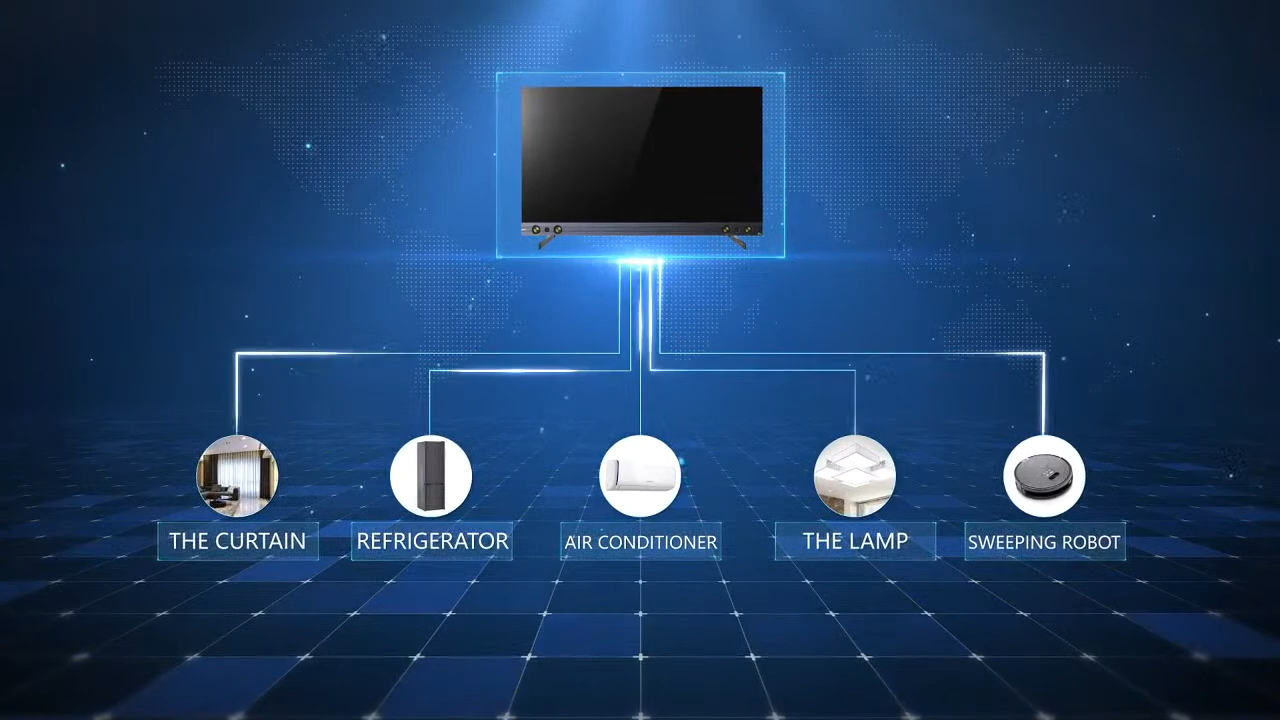 THE CURTAIN
REFRIGERATOR
AIR CONDITIONER
THE LAMP
SWEEPING ROBOT